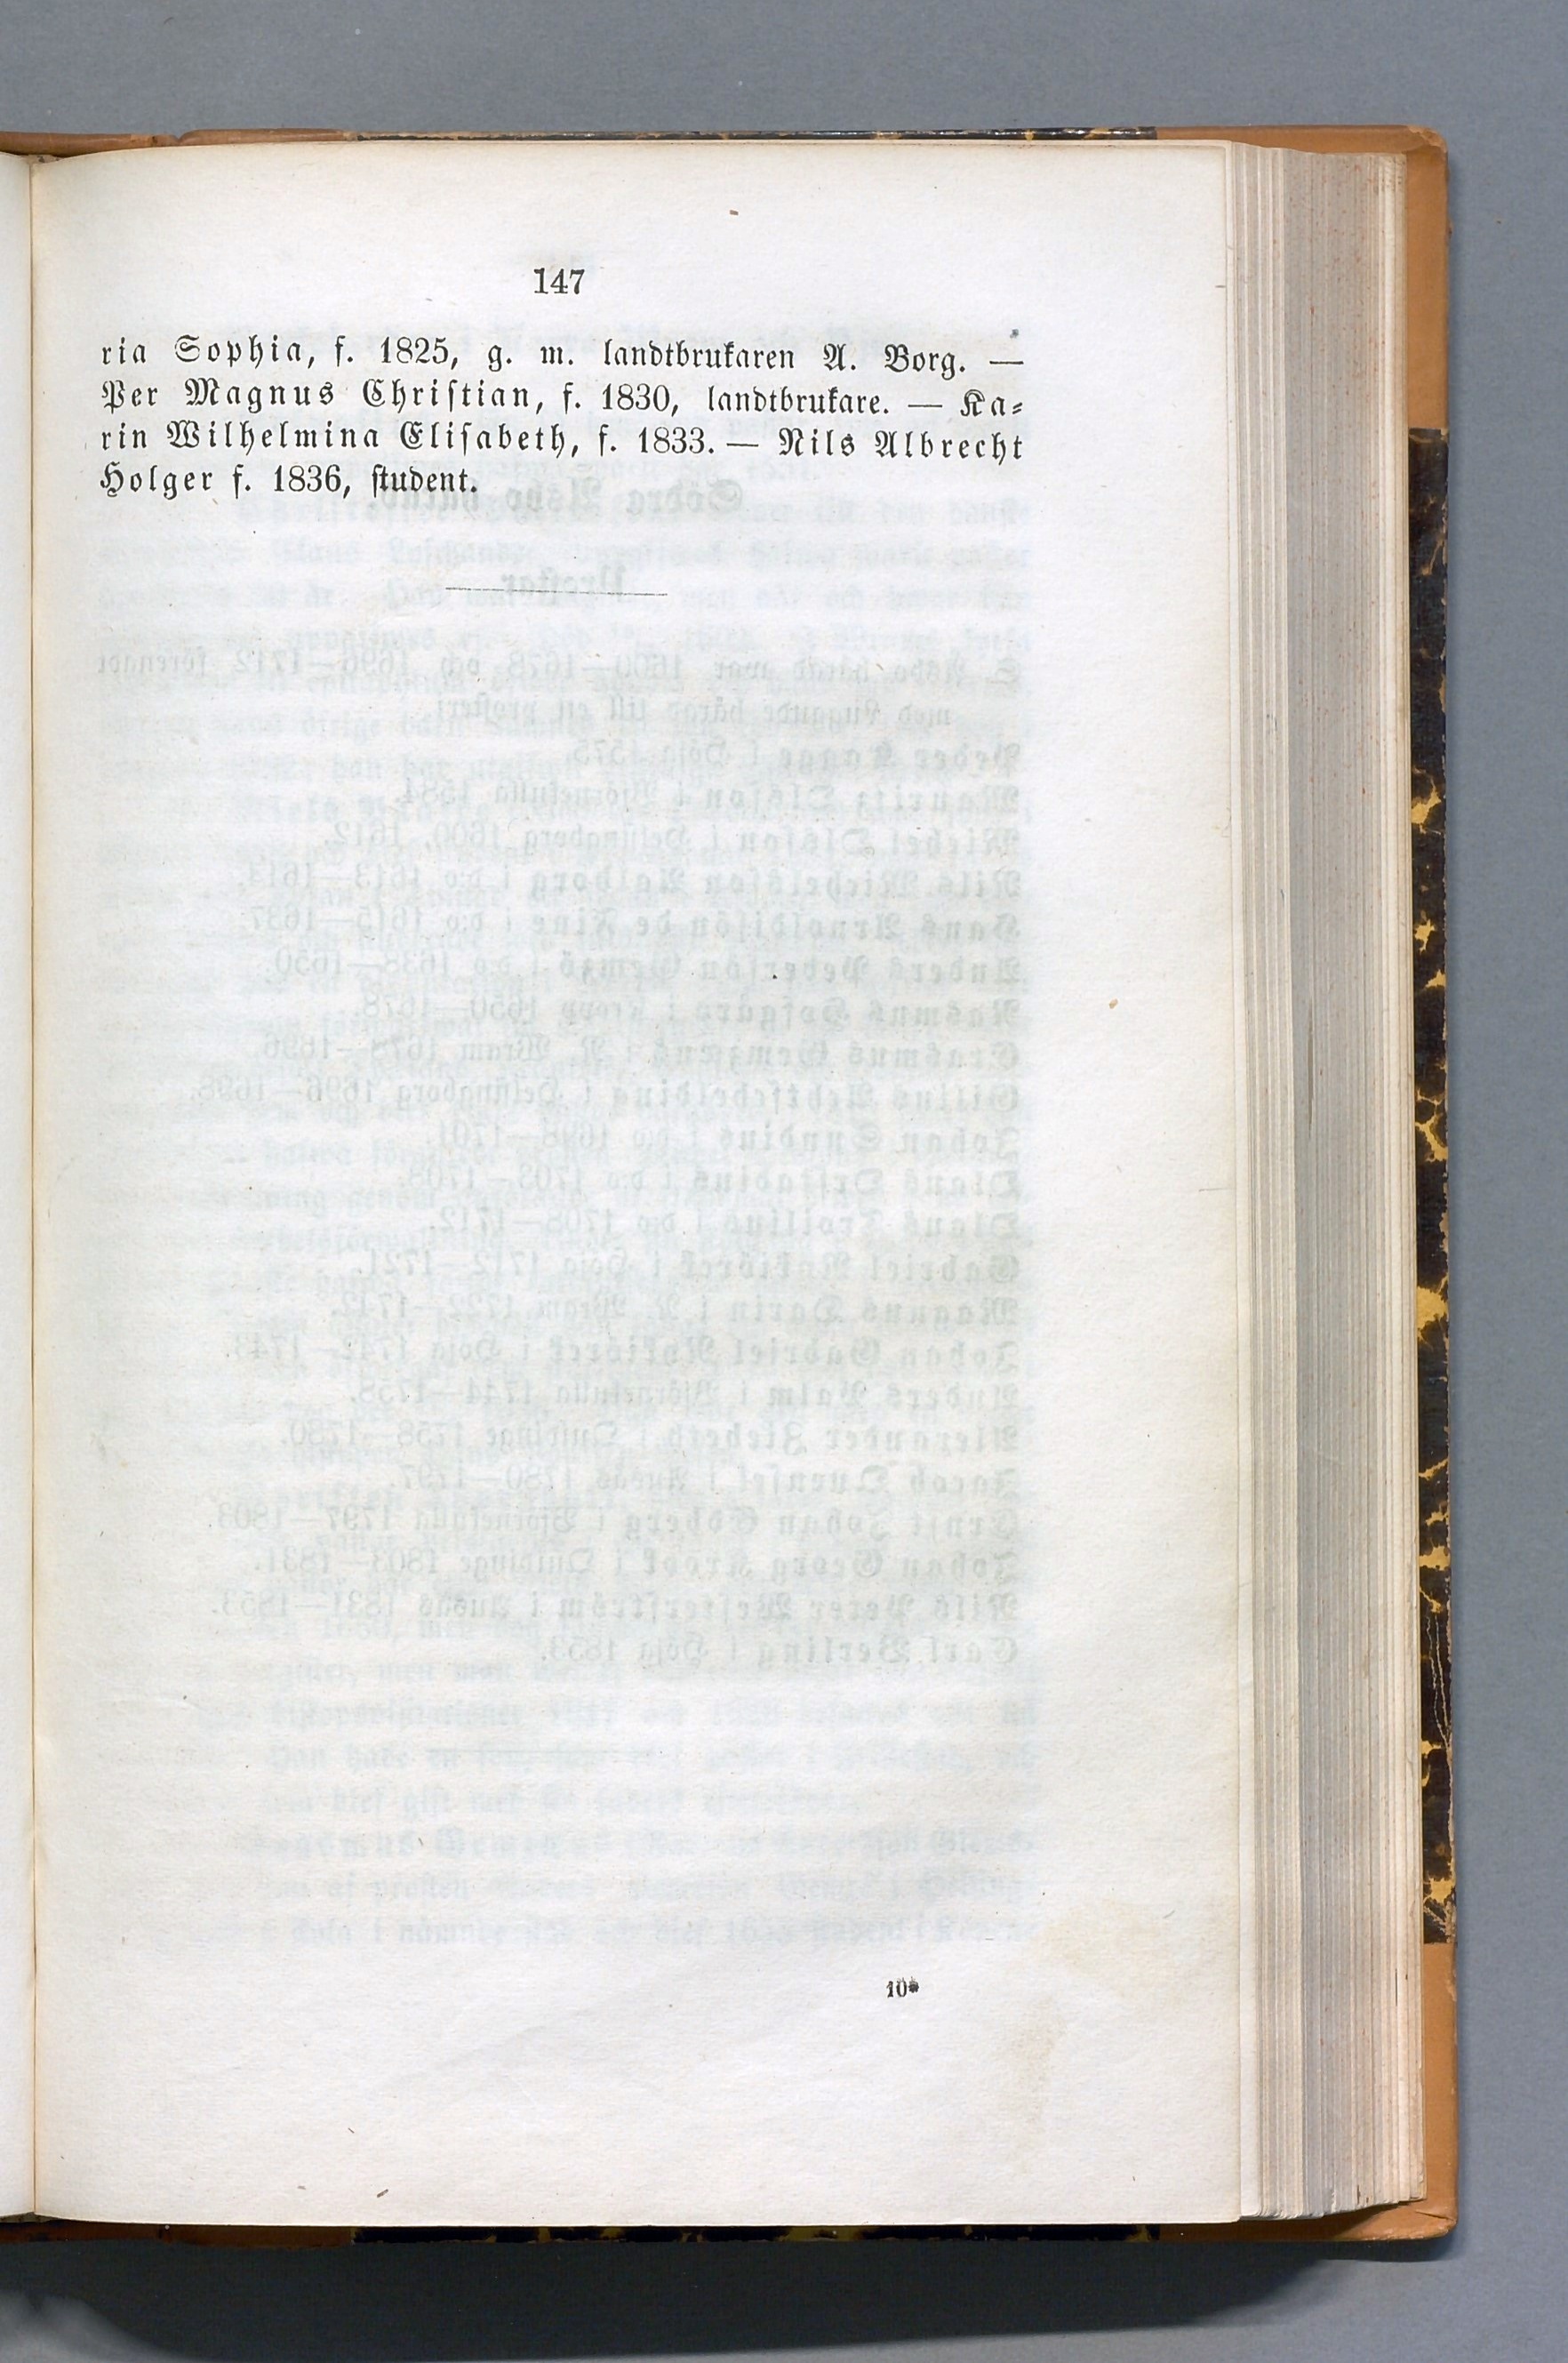 147
ria Sophia, f. 1825, g. m. landtbrukaren A. Borg. —
Per Magnus Christian, f. 1830, landtbrukare. — Ka-
rin Wilhelmina Elisabeth, f. 1833. — Nils Albrecht
Holger f. 1836, student.
10*